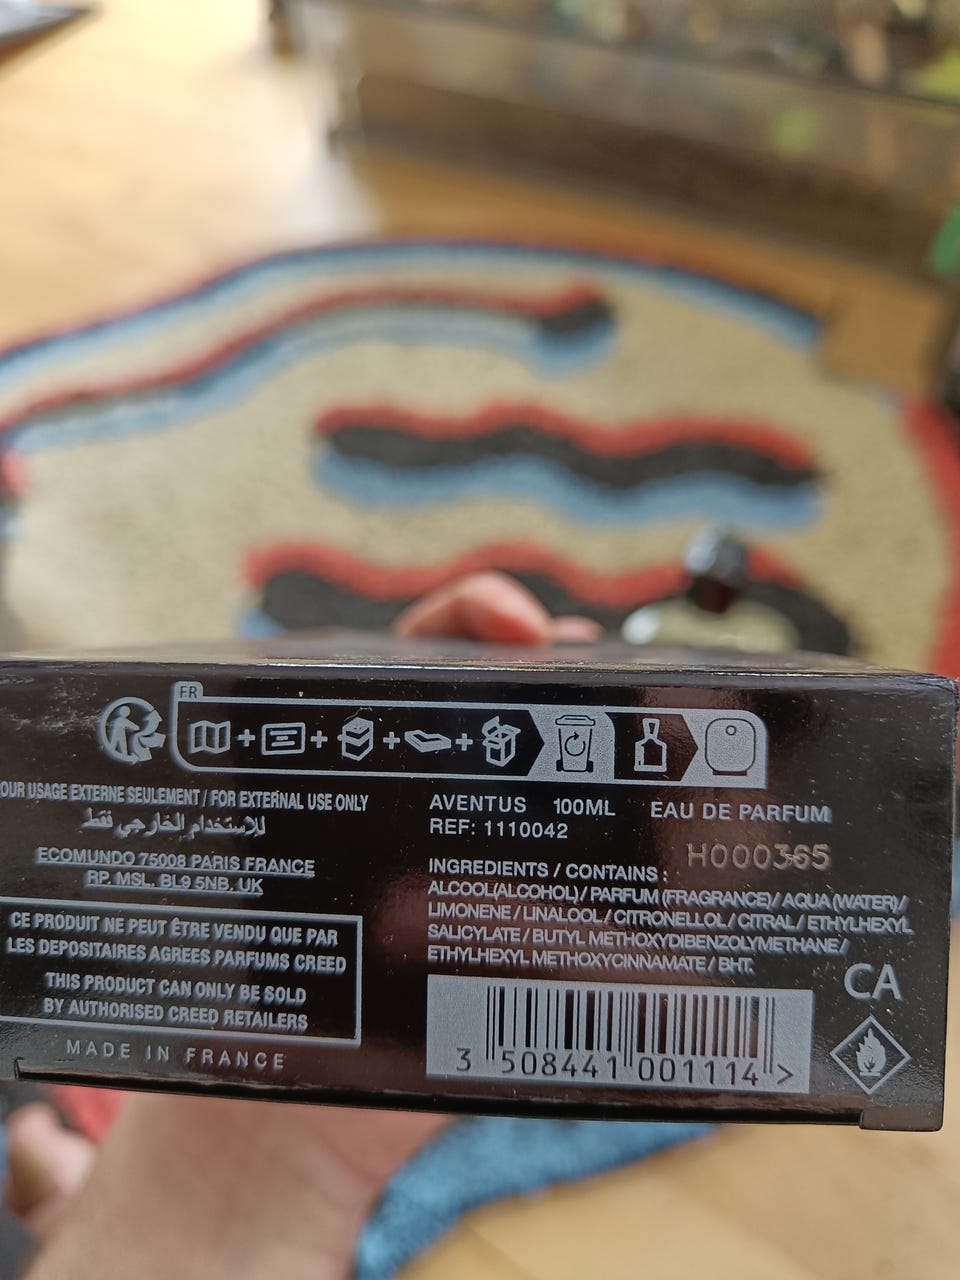 FR
OUR USAGE EXTERNE SEULEMENT / FOR EXTERNAL USE ONLY
للاستخدام الخارجي فقط
ECOMUNDO 75008 PARIS FRANCE
RP. MSL. BL9 5NB. UK
CE PRODUIT NE PEUT ÊTRE VENDU QUE PAR
LES DEPOSITAIRES AGREES PARFUMS CREED
THIS PRODUCT CAN ONLY BE SOLD
BY AUTHORISED CREED RETAILERS
MADE IN FRANCE
AVENTUS 100ML EAU DE PARFUM
REF: 1110042
H000365
INGREDIENTS / CONTAINS :
ALCOOL(ALCOHOL) / PARFUM (FRAGRANCE) / AQUA (WATER) /
LIMONENE / LINALOOL / CITRONELLOL / CITRAL / ETHYLHEXYL
SALICYLATE / BUTYL METHOXYDIBENZOLYMETHANE /
ETHYLHEXYL METHOXYCINNAMATE / BHT.
CA
3 508441 001114 >